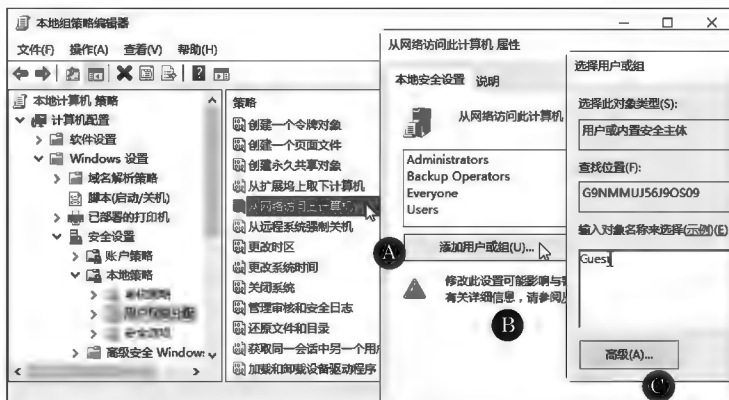 本地组策略编辑器
文件(F) 操作(A) 查看(V) 帮助(H)
本地计算机 策略
计算机配置
软件设置
Windows 设置
域名解析策略
脚本(启动/关机)
已部署的打印机
安全设置
账户策略
本地策略
高级安全 Window
策略
创建一个令牌对象
创建一个页面文件
创建永久共享对象
从扩展坞上取下计算机
从网络访问此计算机
从远程系统强制关机
更改时区
更改系统时间
关闭系统
管理审核和安全日志
还原文件和目录
获取同一会话中另一个用
加载和卸载设备驱动程序
从网络访问此计算机 属性
本地安全设置 说明
从网络访问此计算机
Administrators
Backup Operators
Everyone
Users
A
添加用户或组(U)...
修改此设置可能影响与
有关详细信息，请参阅
B
选择用户或组
选择此对象类型(S):
用户或内置安全主体
查找位置(F):
G9NMMUJ56J9OS09
输入对象名称来选择(示例)(E)
Guest
高级(A)...
C